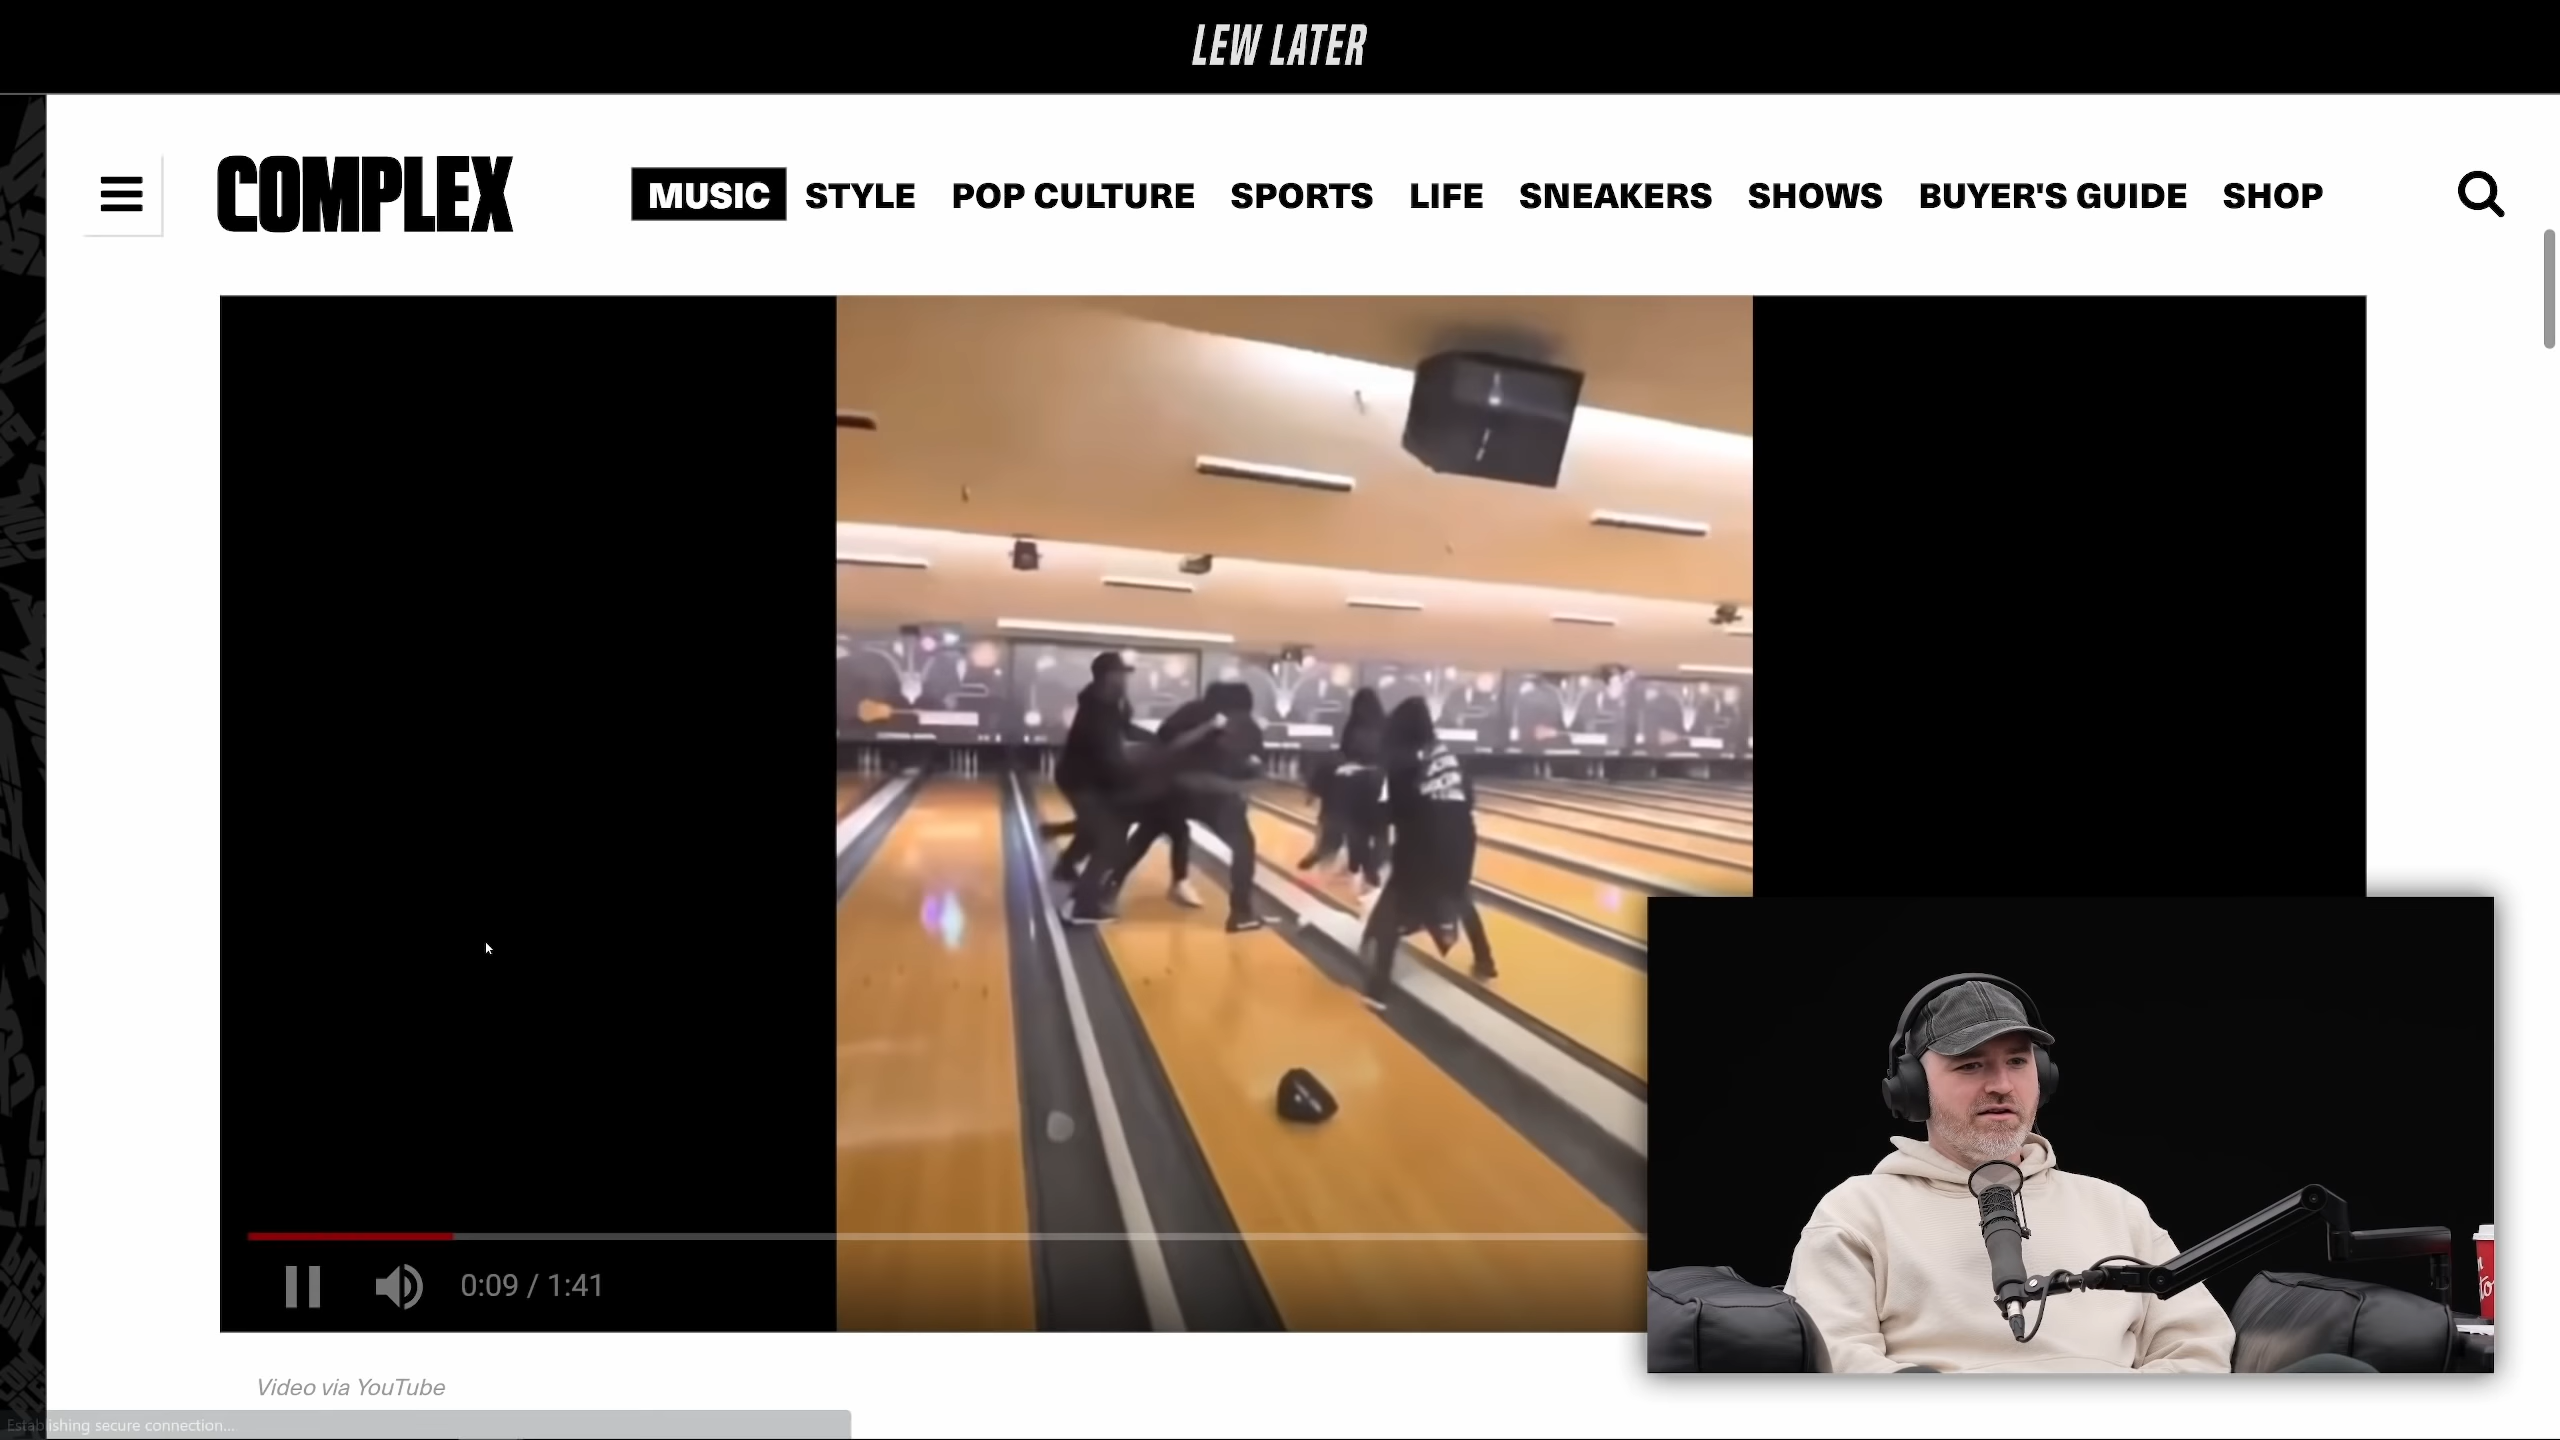 LEW LATER
COMPLEX
MUSIC STYLE POP CULTURE SPORTS LIFE SNEAKERS SHOWS BUYER'S GUIDE SHOP
0:09 / 1:41
Video via YouTube
Establishing secure connection...